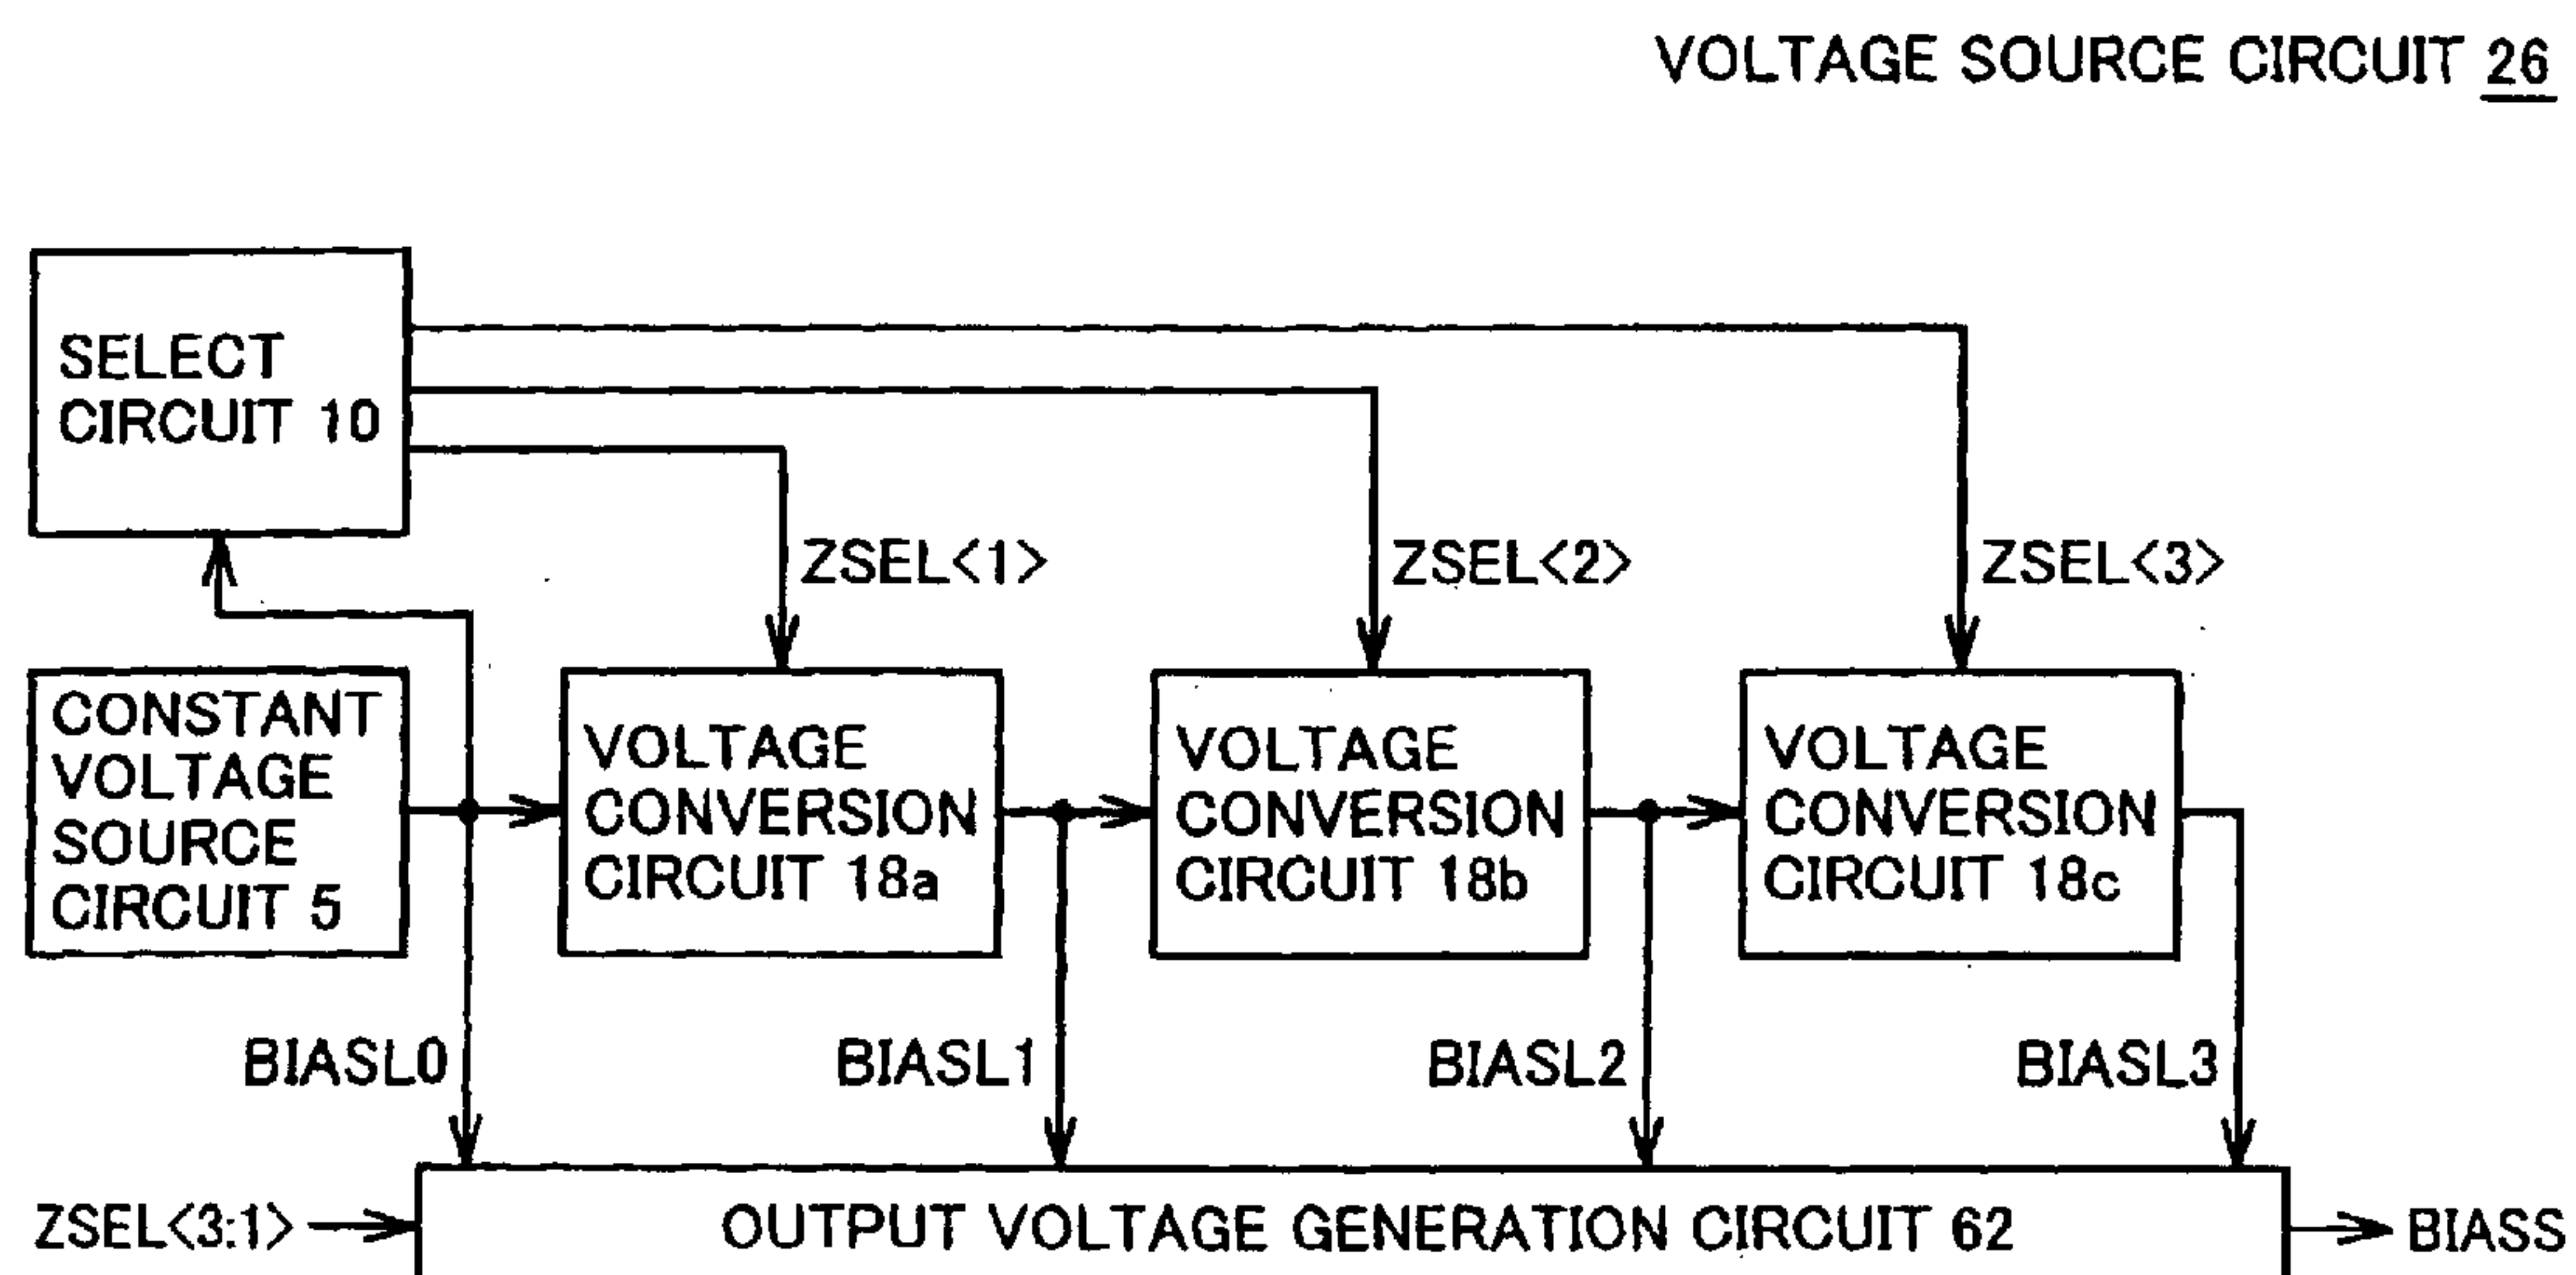 VOLTAGE SOURCE CIRCUIT 26
SELECT
CIRCUIT 10
ZSEL<1>
ZSEL<2>
ZSEL<3>
CONSTANT
VOLTAGE
SOURCE
CIRCUIT 5
VOLTAGE
CONVERSION
CIRCUIT 18a
VOLTAGE
CONVERSION
CIRCUIT 18b
VOLTAGE
CONVERSION
CIRCUIT 18c
BIASL0
BIASL1
BIASL2
BIASL3
ZSEL<3:1>
OUTPUT VOLTAGE GENERATION CIRCUIT 62
BIASS